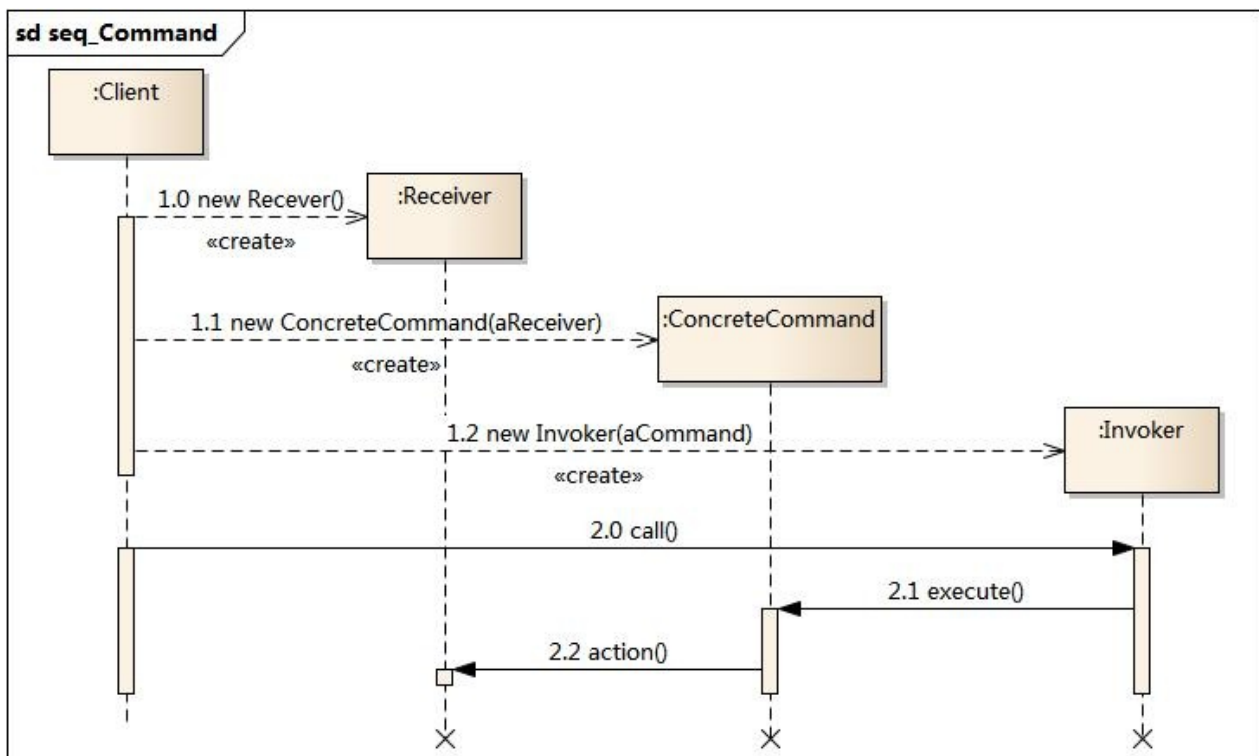 sd seq_Command
:Client
1.0 new Recever()
:Receiver
«create»
1.1 new ConcreteCommand(aReceiver)
:ConcreteCommand
«create»
1.2 new Invoker(aCommand)
:Invoker
«create»
2.0 call()
2.1 execute()
2.2 action()